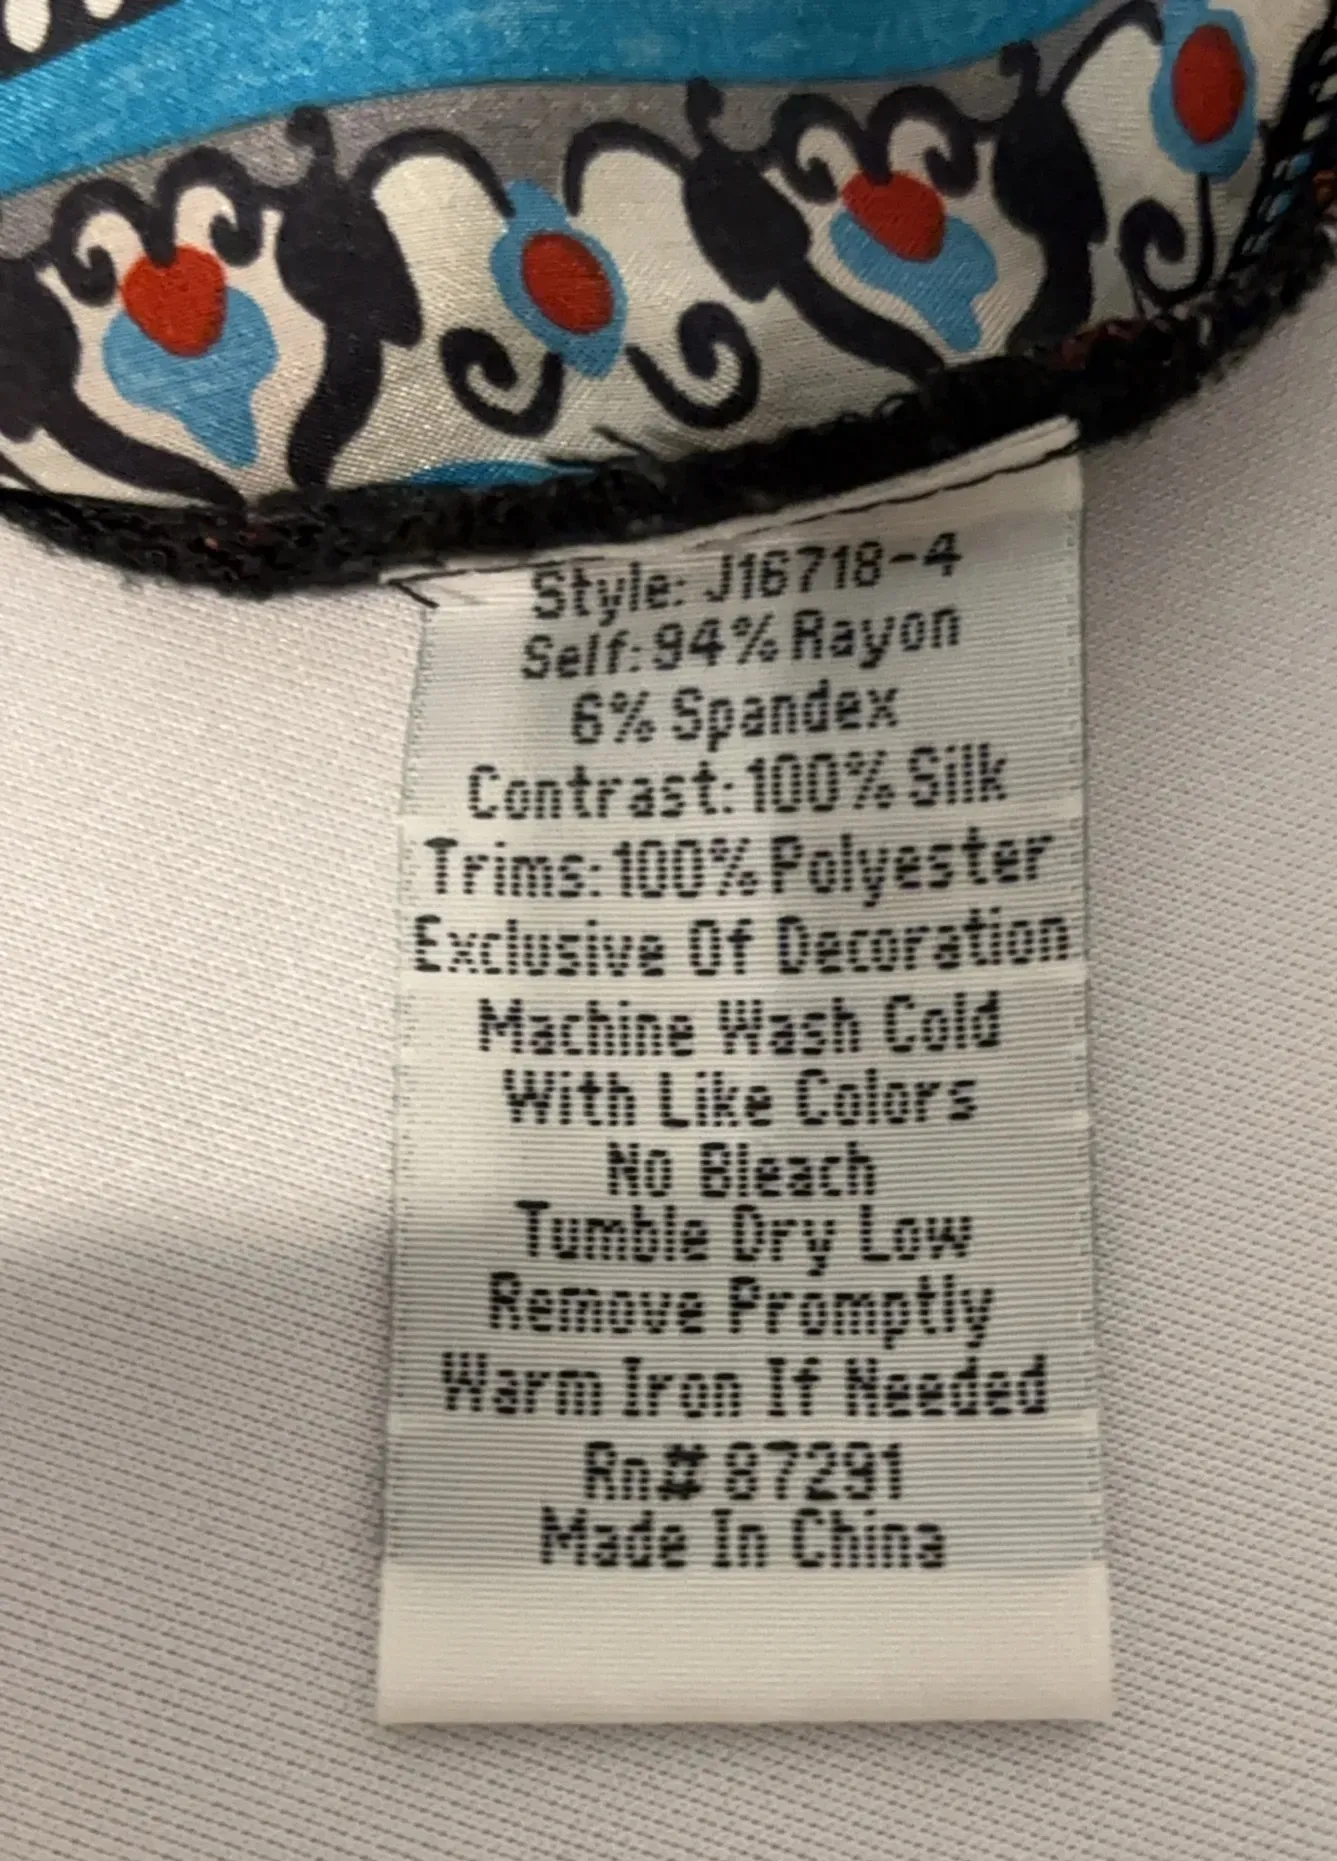 Style: J16718-4
Self: 94% Rayon
6% Spandex
Contrast: 100% Silk
Trims: 100% Polyester
Exclusive Of Decoration
Machine Wash Cold
With Like Colors
No Bleach
Tumble Dry Low
Remove Promptly
Warm Iron If Needed
Rn# 87291
Made In China